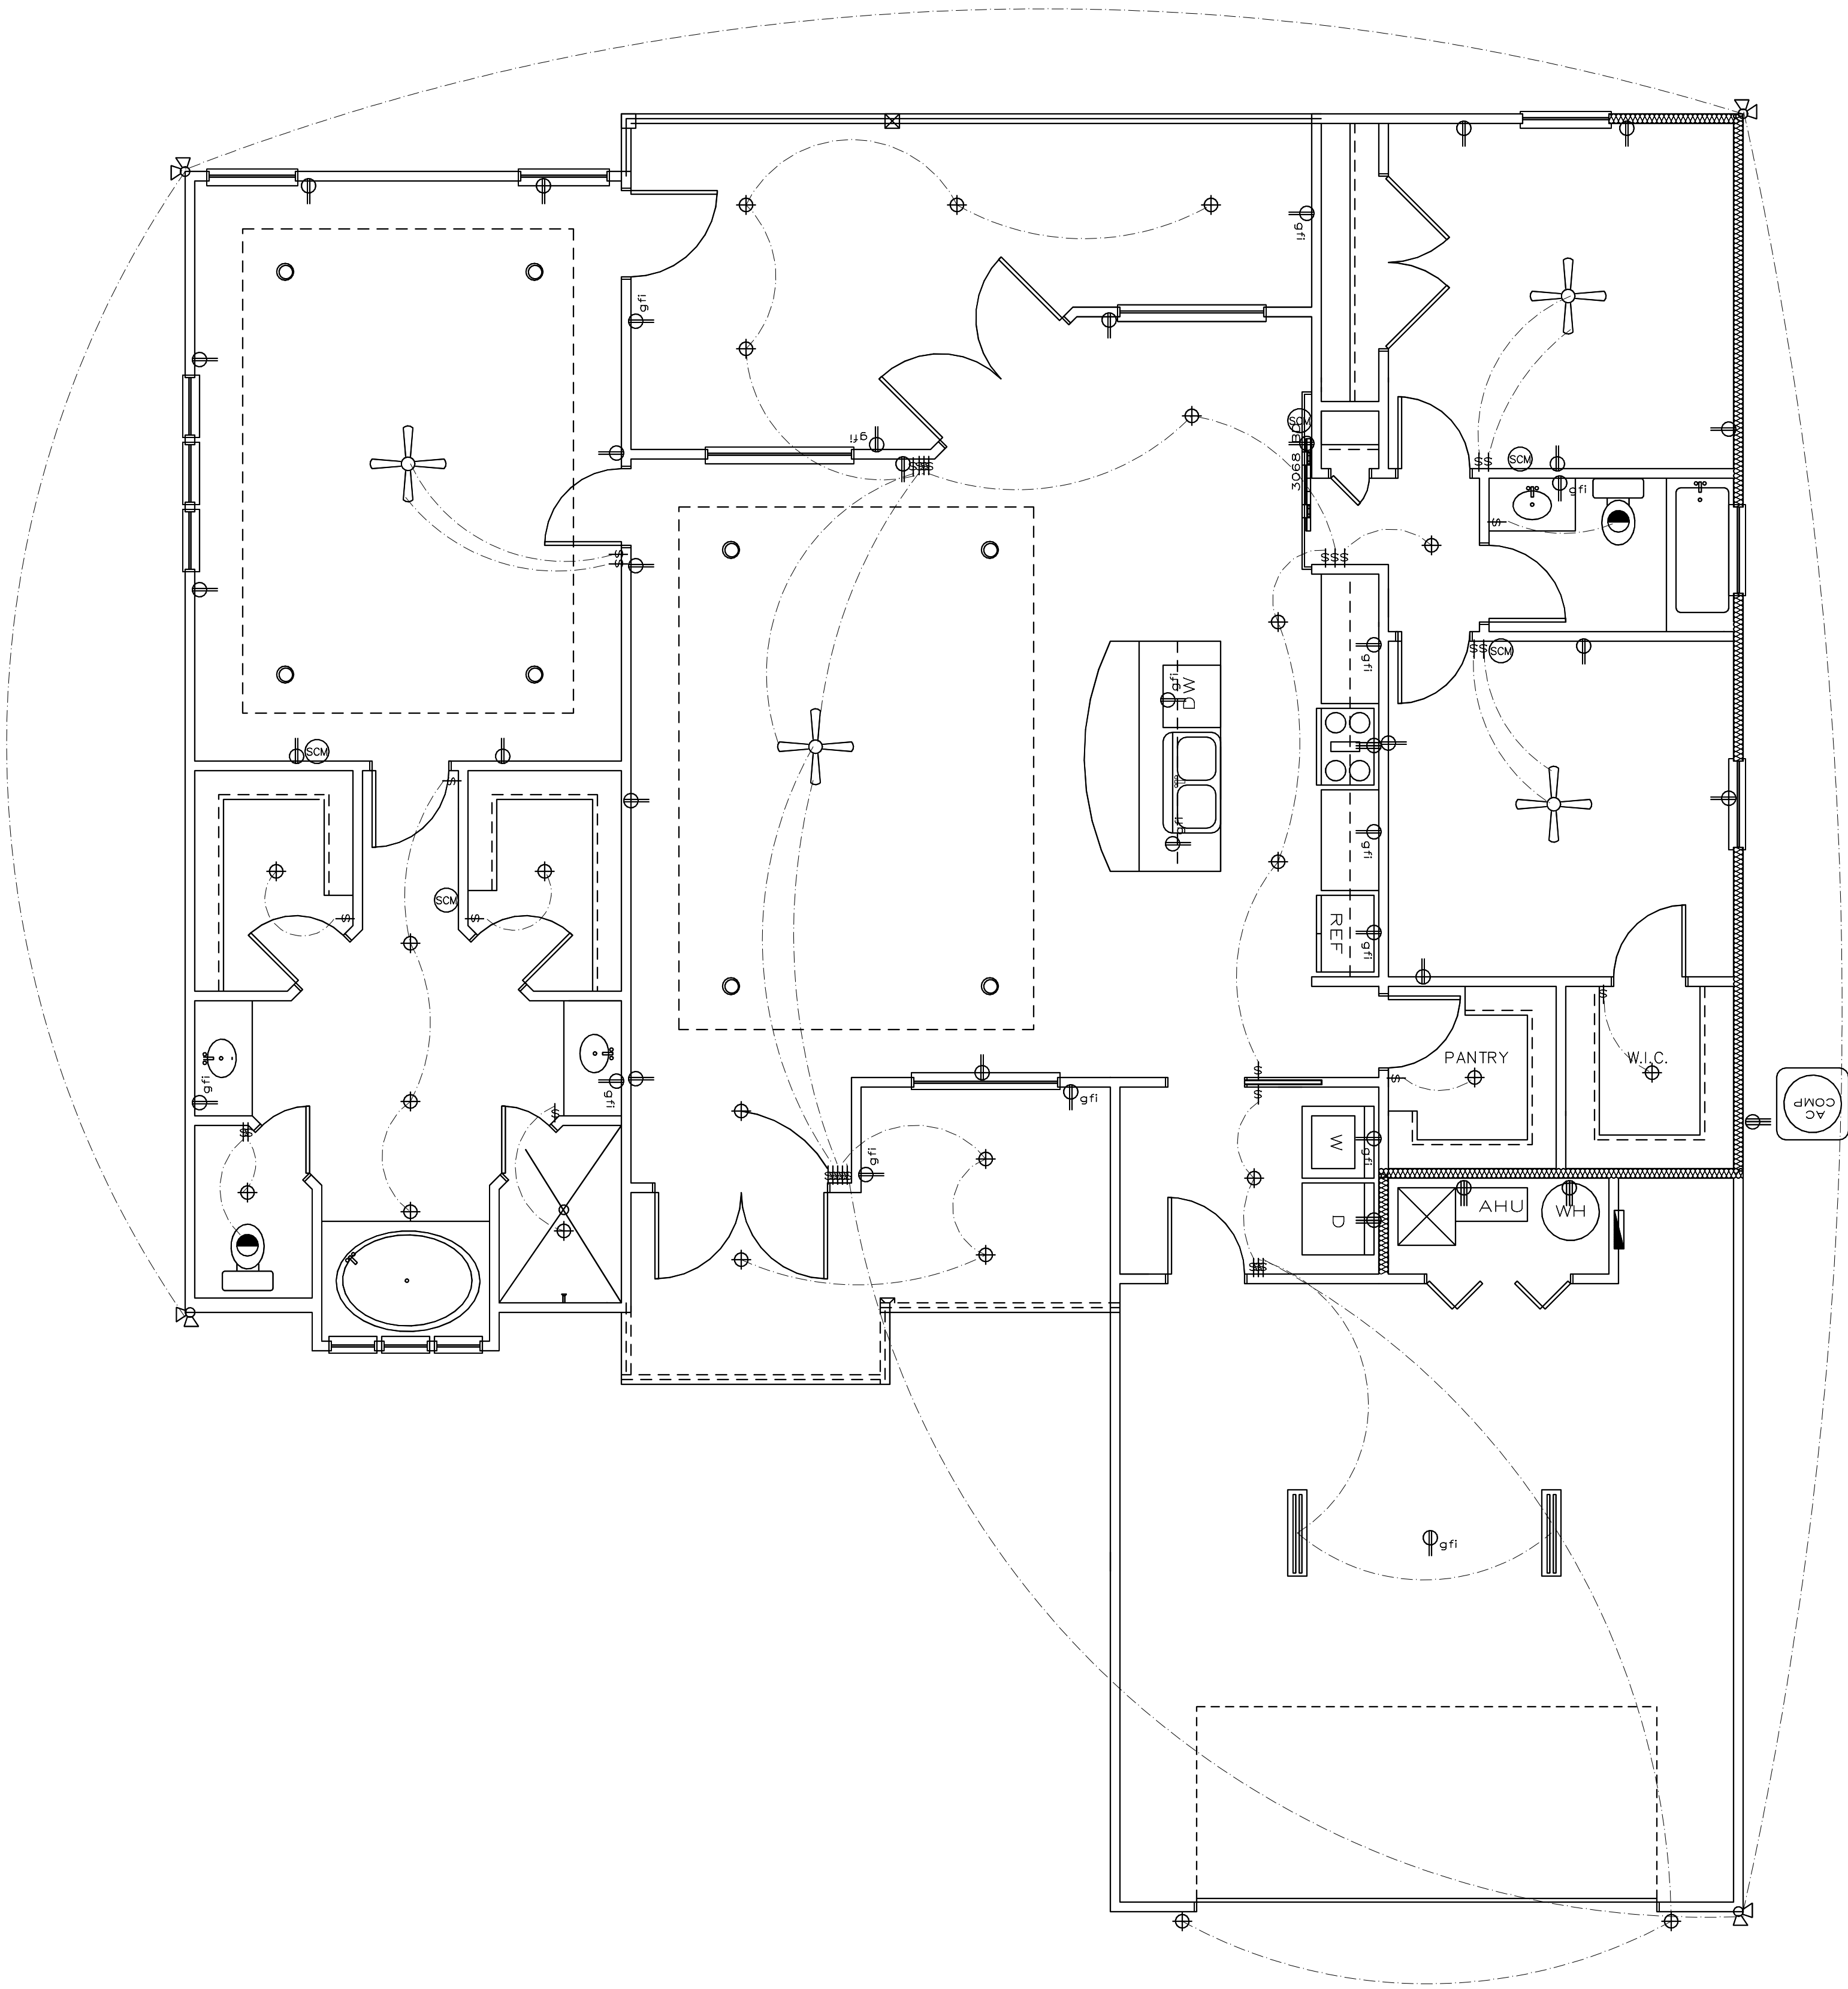 gfi
gfi
3068 BD
SCM
gfi
$$$
$$
SCM
gfi
$
$
$
$$$
gfi
$$
SCM
gfi
DW
SCM
$
gfi
gfi
SCM
$
$
REF
gfi
$
PANTRY
W.I.C.
$
$
$
gfi
gfi
$
gfi
AC
COMP
$$
W
gfi
gfi
$$$$
AHU
WH
D
$$
gfi